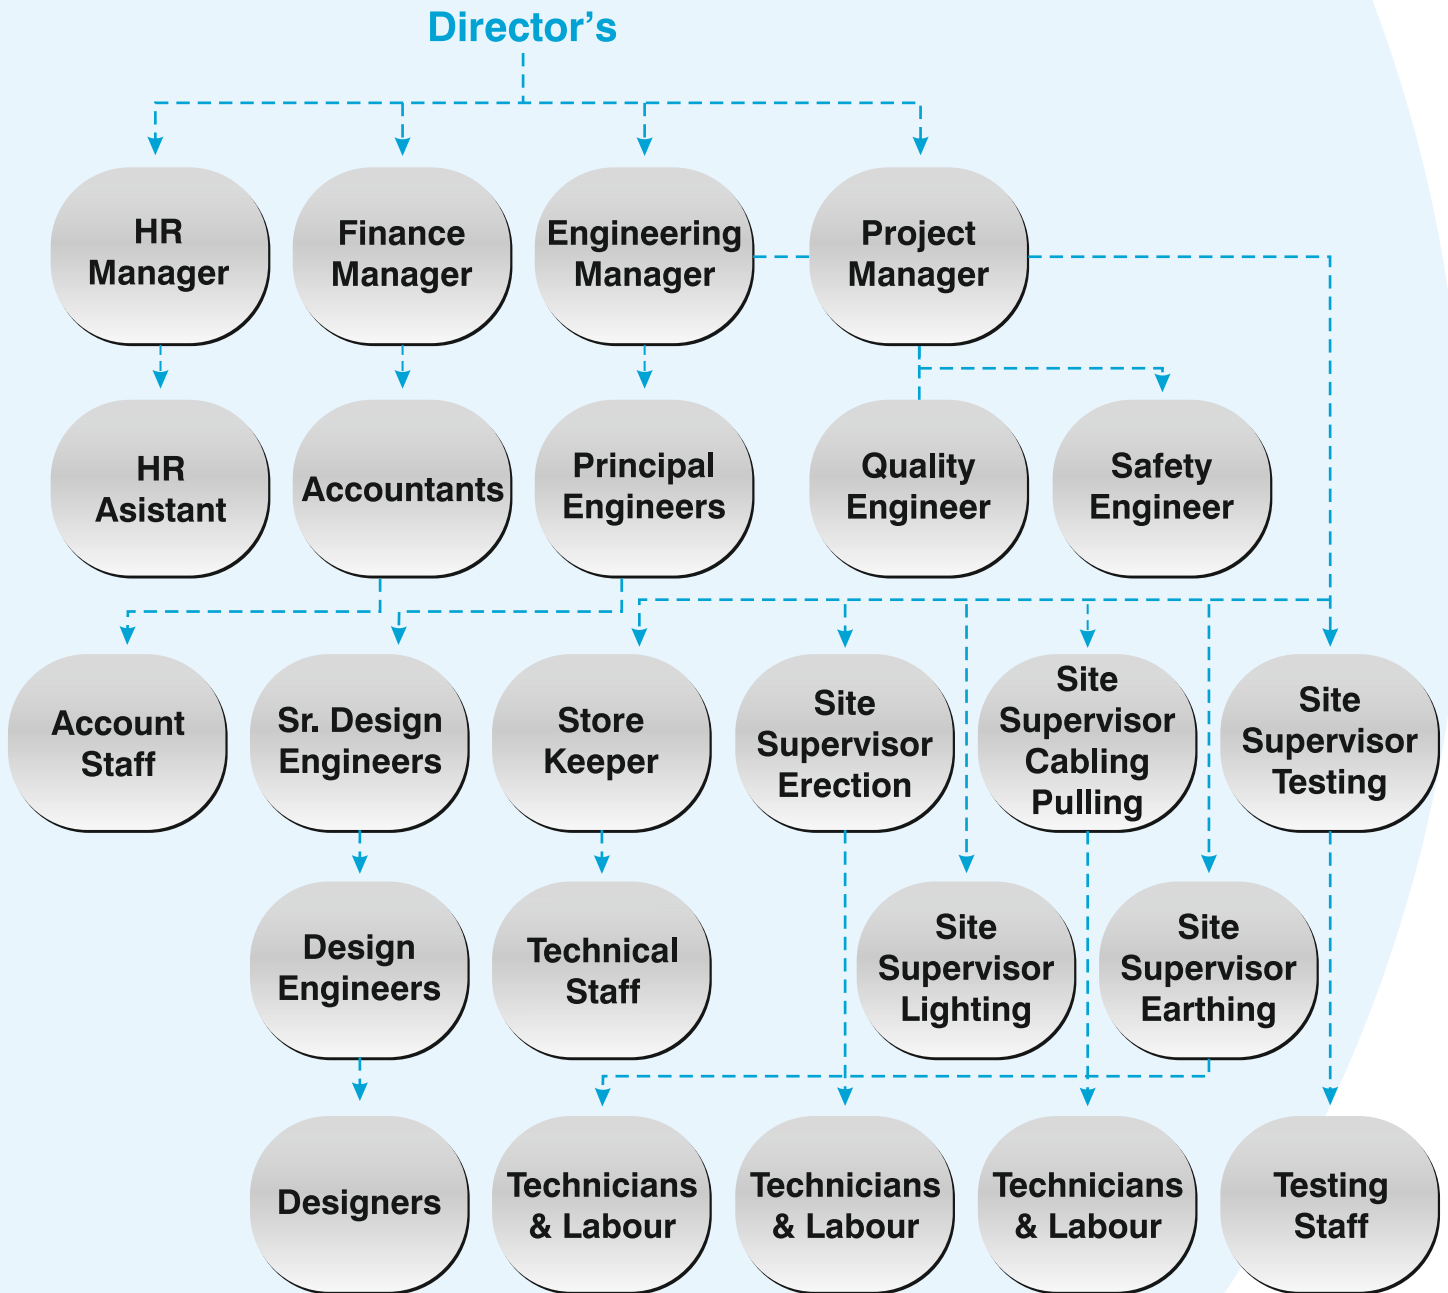 Director’s
HR
Manager
Finance
Manager
Engineering
Manager
Project
Manager
HR
Asistant
Accountants
Principal
Engineers
Quality
Engineer
Safety
Engineer
Account
Staff
Sr. Design
Engineers
Store
Keeper
Site
Supervisor
Erection
Site
Supervisor
Cabling
Pulling
Site
Supervisor
Testing
Design
Engineers
Technical
Staff
Site
Supervisor
Lighting
Site
Supervisor
Earthing
Designers
Technicians
& Labour
Technicians
& Labour
Technicians
& Labour
Testing
Staff